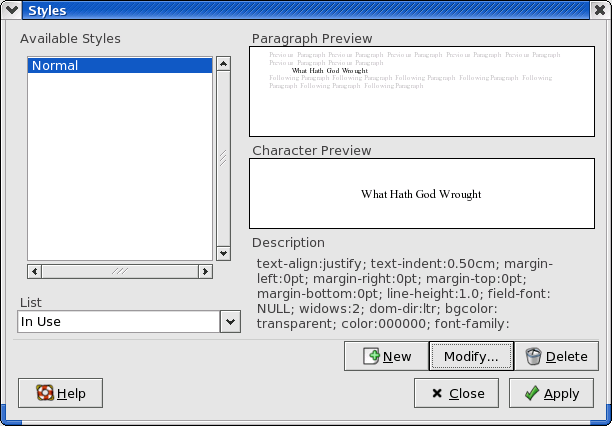 Styles
Available Styles
Normal
List
In Use
Paragraph Preview
Previous Paragraph Previous Paragraph Previous Paragraph Previous Paragraph Previous Paragraph
Previous Paragraph Previous Paragraph
What Hath God Wrought
Following Paragraph Following Paragraph Following Paragraph Following Paragraph Following
Paragraph Following Paragraph Following Paragraph
Character Preview
What Hath God Wrought
Description
text-align:justify; text-indent:0.50cm; margin-
left:0pt; margin-right:0pt; margin-top:0pt;
margin-bottom:0pt; line-height:1.0; field-font:
NULL; widows:2; dom-dir:ltr; bgcolor:
transparent; color:000000; font-family:
New Modify... Delete
Help Close Apply